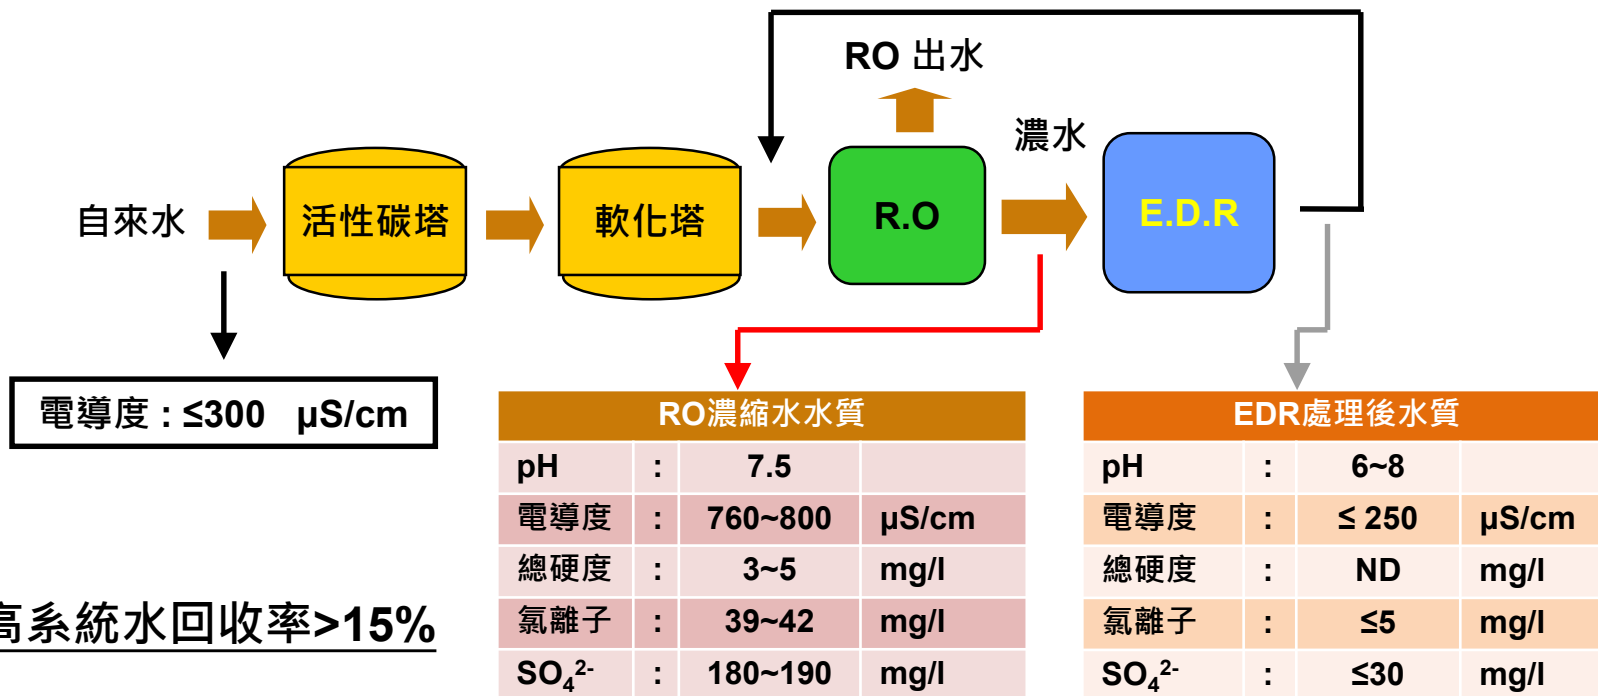 RO 出水
濃水
自來水
活性碳塔
軟化塔
R.O
E.D.R
電導度 : ≤300 μS/cm
RO濃縮水水質
pH : 7.5
電導度 : 760~800 μS/cm
總硬度 : 3~5 mg/l
氯離子 : 39~42 mg/l
SO₄²⁻ : 180~190 mg/l
EDR處理後水質
pH : 6~8
電導度 : ≤ 250 μS/cm
總硬度 : ND mg/l
氯離子 : ≤5 mg/l
SO₄²⁻ : ≤30 mg/l
高系統水回收率>15%